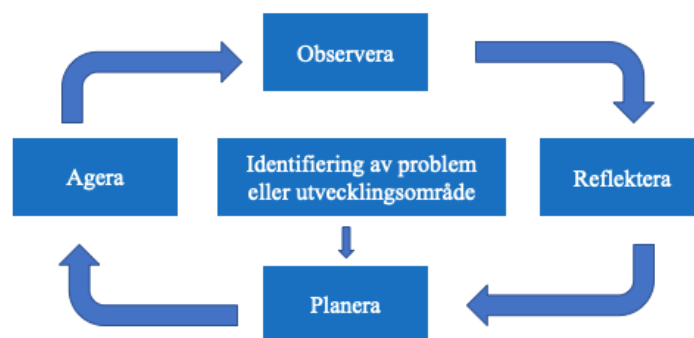 Observera
Agera
Identifiering av problem
eller utvecklingsområde
Reflektera
Planera